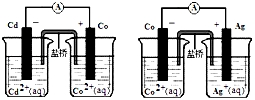 A
A
Cd − + Co
Co − + Ag
盐桥
盐桥
Cd²⁺(aq) Co²⁺(aq)
Co²⁺(aq) Ag⁺(aq)